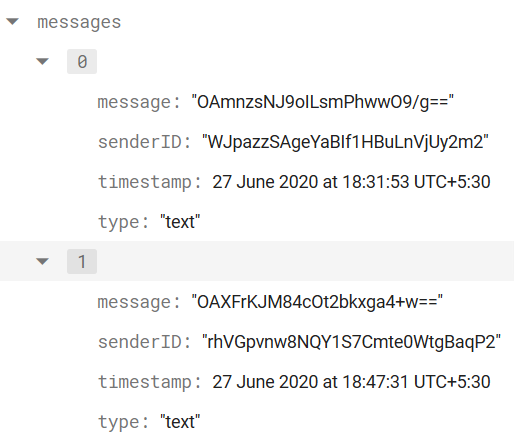 messages
0
message: "OAmnzsNJ9oILsmPhwwO9/g=="
senderID: "WJpazzSAgeYaBIf1HBuLnVjUy2m2"
timestamp: 27 June 2020 at 18:31:53 UTC+5:30
type: "text"
1
message: "OAXFrKJM84cOt2bkxga4+w=="
senderID: "rhVGpvnw8NQY1S7Cmte0WtgBaqP2"
timestamp: 27 June 2020 at 18:47:31 UTC+5:30
type: "text"